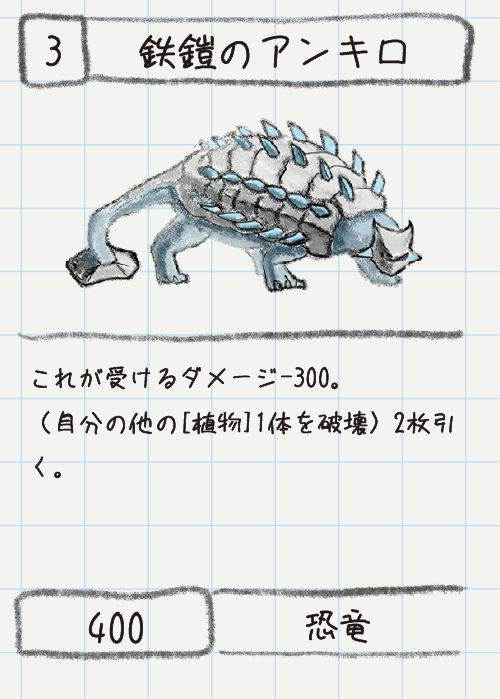 3
鉄鎧のアンキロ
これが受けるダメージ-300。
（自分の他の[植物]1体を破壊）2枚引
く。
400
恐竜